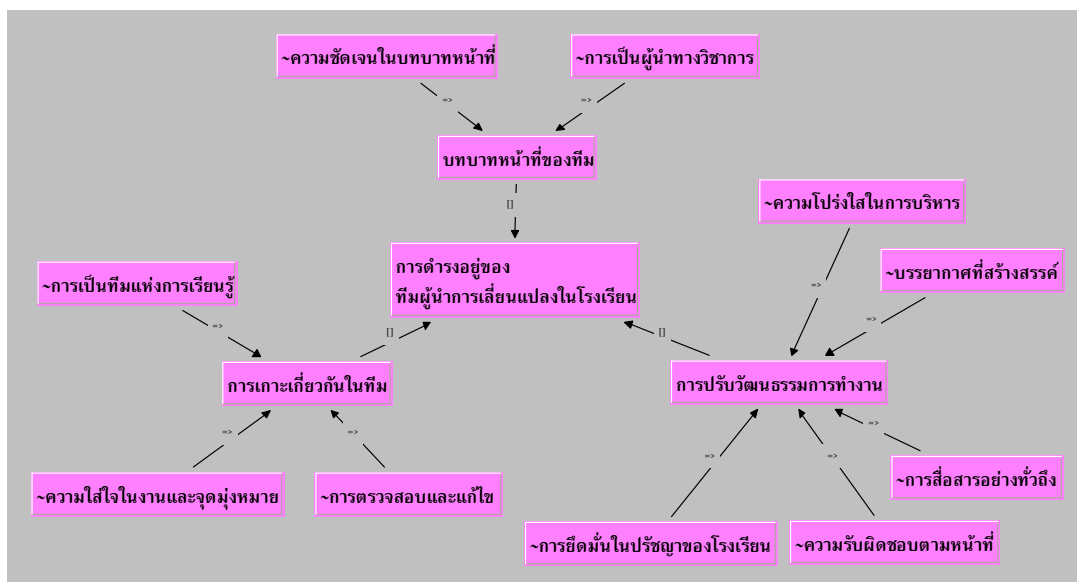 ~ความชัดเจนในบทบาทหน้าที่
~การเป็นผู้นำทางวิชาการ
=>
=>
บทบาทหน้าที่ของทีม
[]
~ความโปร่งใสในการบริหาร
การดำรงอยู่ของ
ทีมผู้นำการเลี่ยนแปลงในโรงเรียน
~บรรยากาศที่สร้างสรรค์
~การเป็นทีมแห่งการเรียนรู้
=>
=>
=>
[]
[]
การเกาะเกี่ยวกันในทีม
การปรับวัฒนธรรมการทำงาน
=>
=>
=>
=>
=>
~ความใส่ใจในงานและจุดมุ่งหมาย
~การตรวจสอบและแก้ไข
~การสื่อสารอย่างทั่วถึง
~การยึดมั่นในปรัชญาของโรงเรียน
~ความรับผิดชอบตามหน้าที่